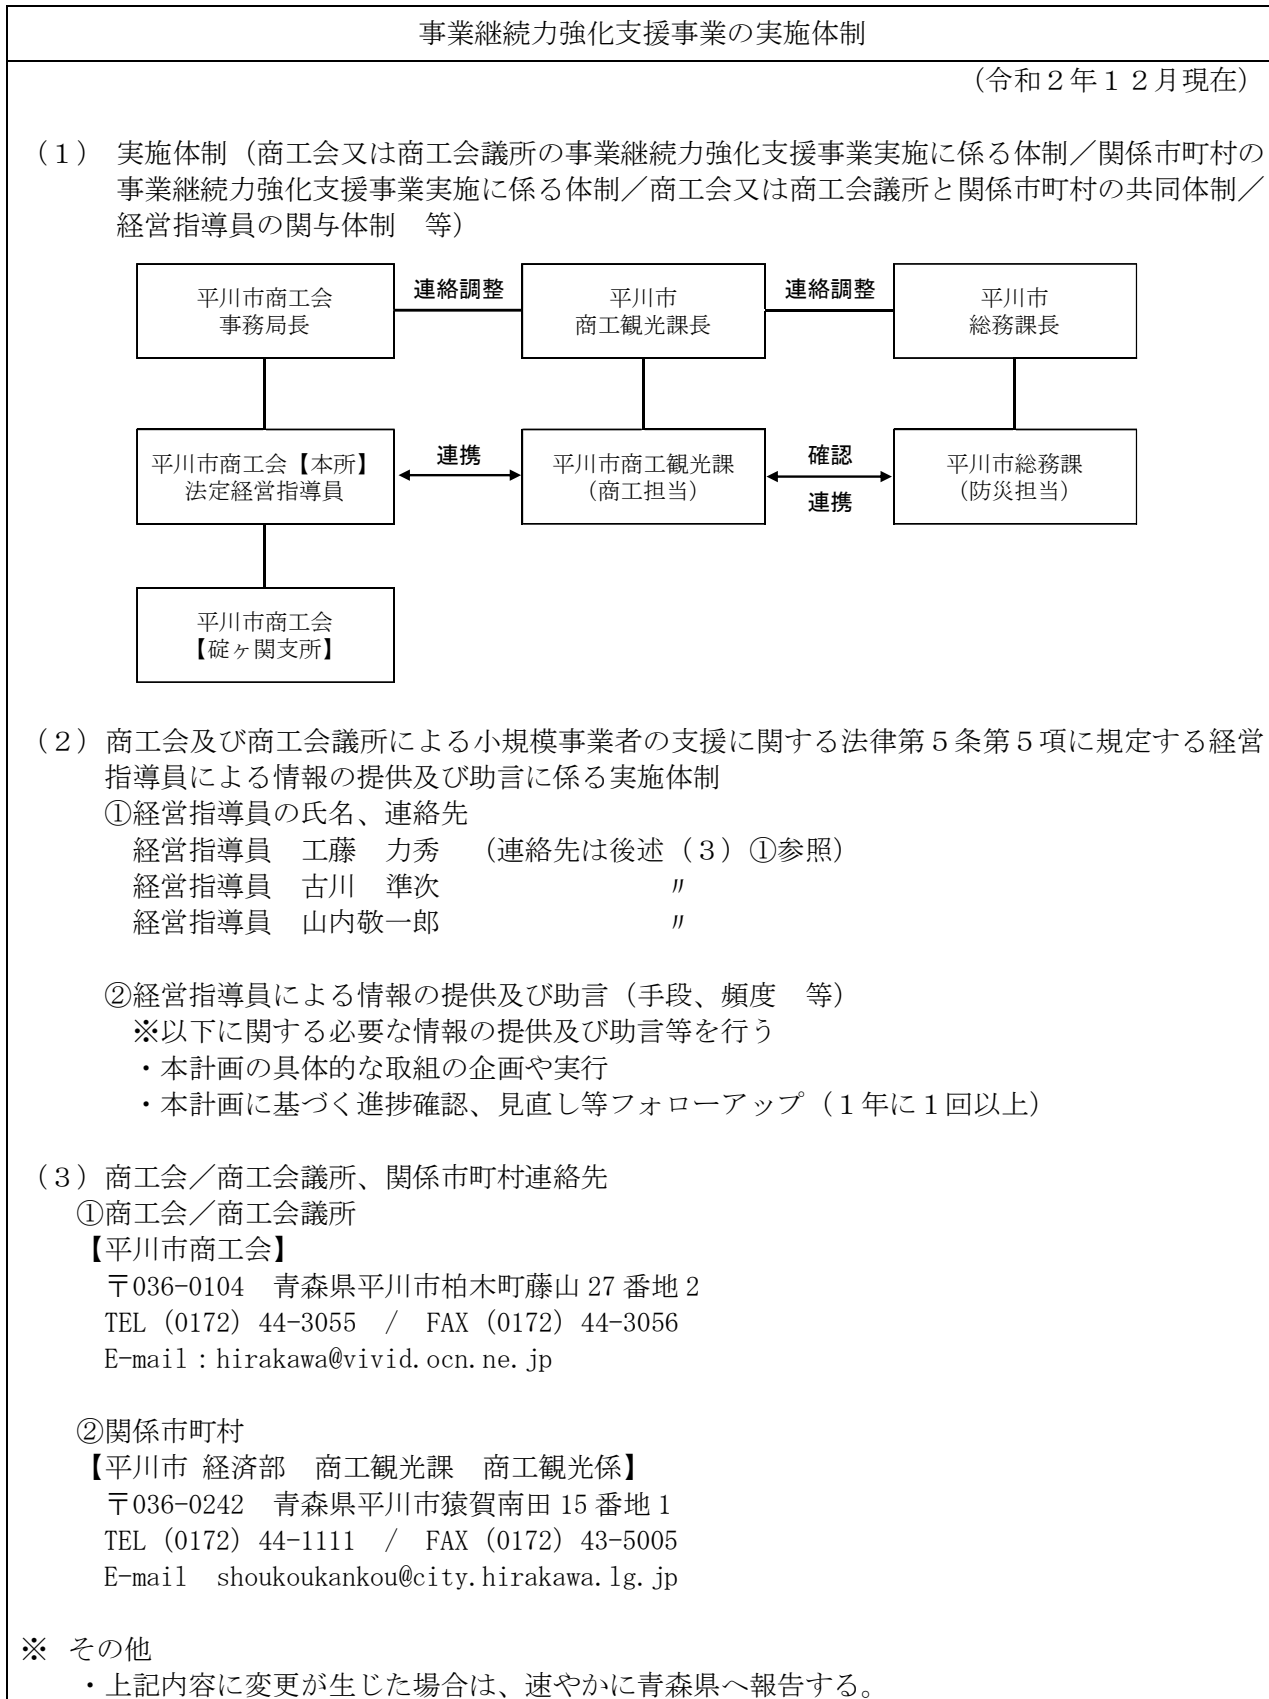 事業継続力強化支援事業の実施体制
（令和２年１２月現在）
（１）　実施体制（商工会又は商工会議所の事業継続力強化支援事業実施に係る体制／関係市町村の
事業継続力強化支援事業実施に係る体制／商工会又は商工会議所と関係市町村の共同体制／
経営指導員の関与体制　等）
平川市商工会
事務局長
連絡調整
平川市
商工観光課長
連絡調整
平川市
総務課長
平川市商工会【本所】
法定経営指導員
連携
平川市商工観光課
（商工担当）
確認
連携
平川市総務課
（防災担当）
平川市商工会
【碇ヶ関支所】
（２）商工会及び商工会議所による小規模事業者の支援に関する法律第５条第５項に規定する経営
指導員による情報の提供及び助言に係る実施体制
①経営指導員の氏名、連絡先
経営指導員　工藤　力秀　（連絡先は後述（３）①参照）
経営指導員　古川　準次　　　　　　　　〃
経営指導員　山内敬一郎　　　　　　　　〃
②経営指導員による情報の提供及び助言（手段、頻度　等）
※以下に関する必要な情報の提供及び助言等を行う
・本計画の具体的な取組の企画や実行
・本計画に基づく進捗確認、見直し等フォローアップ（１年に１回以上）
（３）商工会／商工会議所、関係市町村連絡先
①商工会／商工会議所
【平川市商工会】
〒036-0104　青森県平川市柏木町藤山 27 番地 2
TEL（0172）44-3055　/　FAX（0172）44-3056
E-mail：hirakawa@vivid.ocn.ne.jp
②関係市町村
【平川市 経済部　商工観光課　商工観光係】
〒036-0242　青森県平川市猿賀南田 15 番地 1
TEL（0172）44-1111　/　FAX（0172）43-5005
E-mail　shoukoukankou@city.hirakawa.lg.jp
※　その他
・上記内容に変更が生じた場合は、速やかに青森県へ報告する。